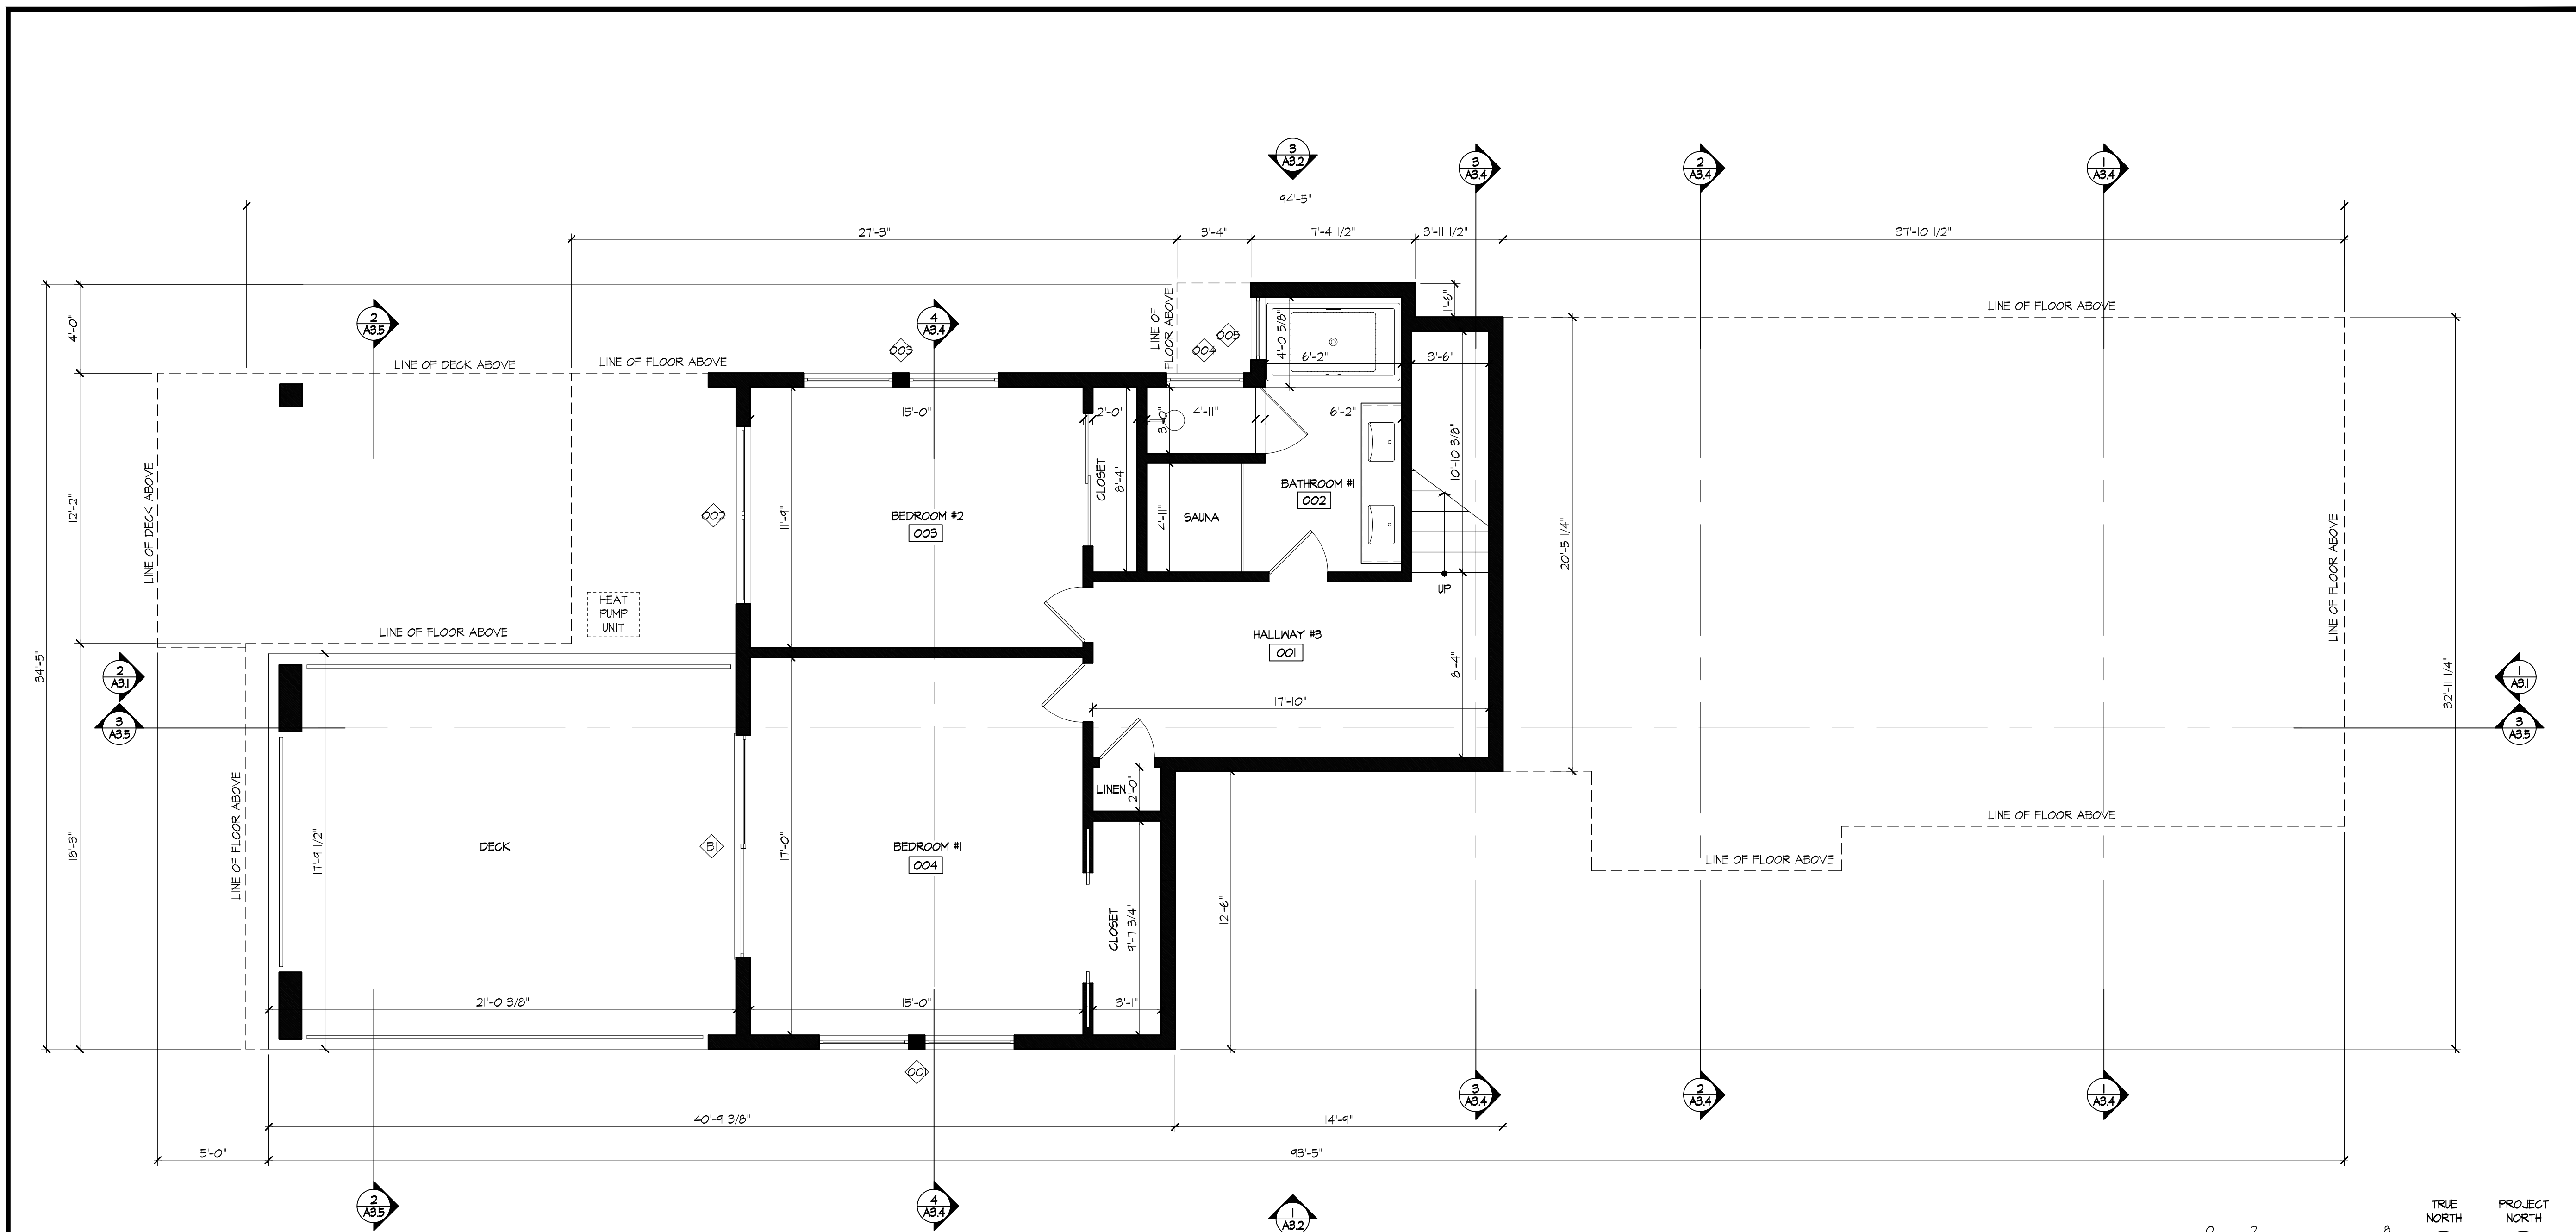 3
A3.2
3
A3.4
2
A3.4
1
A3.4
94'-5"
27'-3"
3'-4"
7'-4 1/2"
3'-11 1/2"
37'-10 1/2"
4'-0"
2
A3.5
4
A3.4
LINE OF
FLOOR ABOVE
1'-6"
LINE OF FLOOR ABOVE
005
004
003
4'-0 5/8"
6'-2"
3'-6"
LINE OF DECK ABOVE
LINE OF FLOOR ABOVE
15'-0"
2'-0"
3'-0"
4'-11"
6'-2"
10'-10 3/8"
12'-2"
LINE OF DECK ABOVE
002
11'-9"
BEDROOM #2
003
CLOSET
8'-4"
4'-11"
SAUNA
BATHROOM #1
002
20'-5 1/4"
LINE OF FLOOR ABOVE
UP
HEAT
PUMP
UNIT
LINE OF FLOOR ABOVE
HALLWAY #3
001
8'-4"
34'-5"
2
A3.1
3
A3.5
1
A3.1
3
A3.5
32'-11 1/4"
17'-10"
LINEN
2'-0"
LINE OF FLOOR ABOVE
LINE OF FLOOR ABOVE
18'-3"
LINE OF FLOOR ABOVE
17'-9 1/2"
DECK
B1
17'-0"
BEDROOM #1
004
CLOSET
9'-7 3/4"
12'-6"
21'-0 3/8"
15'-0"
3'-1"
001
3
A3.4
2
A3.4
1
A3.4
40'-9 3/8"
14'-9"
5'-0"
93'-5"
2
A3.5
4
A3.4
1
A3.2
TRUE
NORTH
PROJECT
NORTH
0
2
8